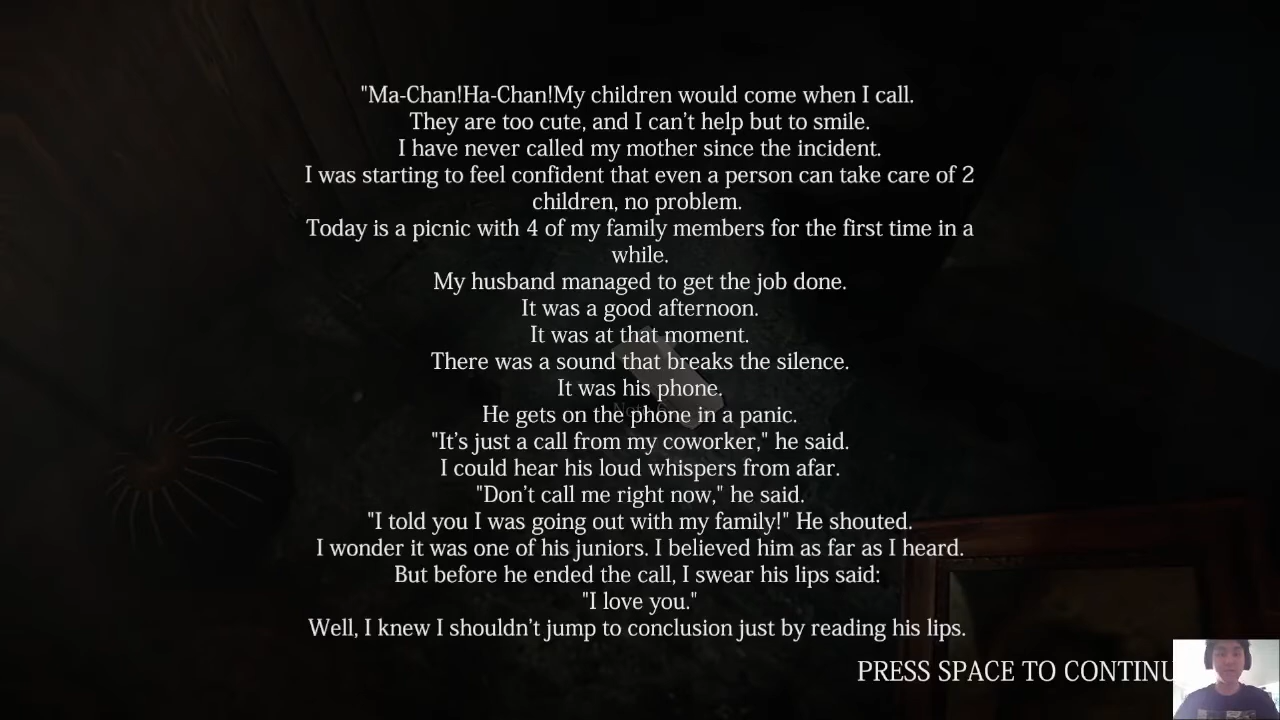 "Ma-Chan!Ha-Chan!My children would come when I call.
They are too cute, and I can't help but to smile.
I have never called my mother since the incident.
I was starting to feel confident that even a person can take care of 2
children, no problem.
Today is a picnic with 4 of my family members for the first time in a
while.
My husband managed to get the job done.
It was a good afternoon.
It was at that moment.
There was a sound that breaks the silence.
It was his phone.
He gets on the phone in a panic.
"It's just a call from my coworker," he said.
I could hear his loud whispers from afar.
"Don't call me right now," he said.
"I told you I was going out with my family!" He shouted.
I wonder it was one of his juniors. I believed him as far as I heard.
But before he ended the call, I swear his lips said:
"I love you."
Well, I knew I shouldn't jump to conclusion just by reading his lips.
PRESS SPACE TO CONTINU